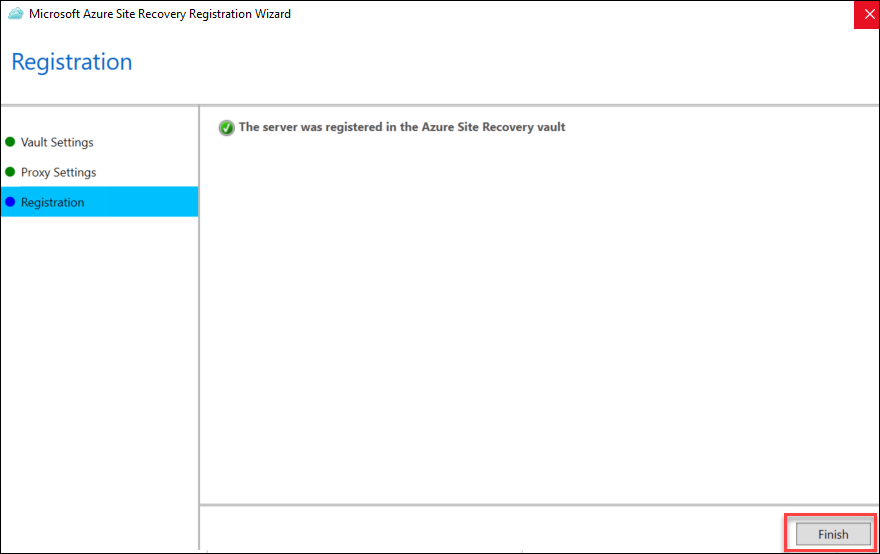 Microsoft Azure Site Recovery Registration Wizard
Registration
Vault Settings
Proxy Settings
Registration
The server was registered in the Azure Site Recovery vault
Finish